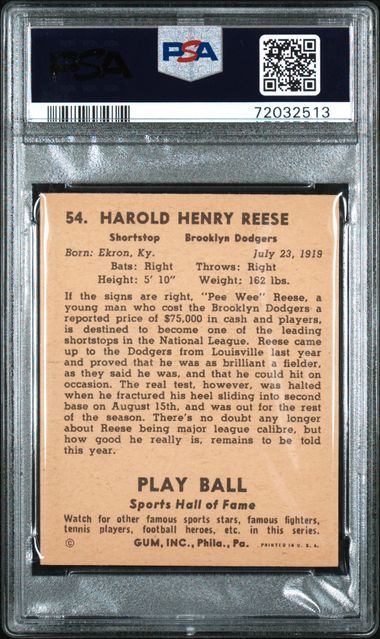 PSA
PSA
72032513
54. HAROLD HENRY REESE
Shortstop Brooklyn Dodgers
Born: Ekron, Ky. July 23, 1919
Bats: Right Throws: Right
Height: 5' 10" Weight: 162 lbs.
If the signs are right, "Pee Wee" Reese, a
young man who cost the Brooklyn Dodgers a
reported price of $75,000 in cash and players,
is destined to become one of the leading
shortstops in the National League. Reese came
up to the Dodgers from Louisville last year
and proved that he was as brilliant a fielder,
as they said he was, and that he could hit on
occasion. The real test, however, was halted
when he fractured his heel sliding into second
base on August 15th, and was out for the rest
of the season. There's no doubt any longer
about Reese being major league calibre, but
how good he really is, remains to be told
this year.
PLAY BALL
Sports Hall of Fame
Watch for other famous sports stars, famous fighters,
tennis players, football heroes, etc. in this series.
© GUM, INC., Phila., Pa. PRINTED IN U. S. A.